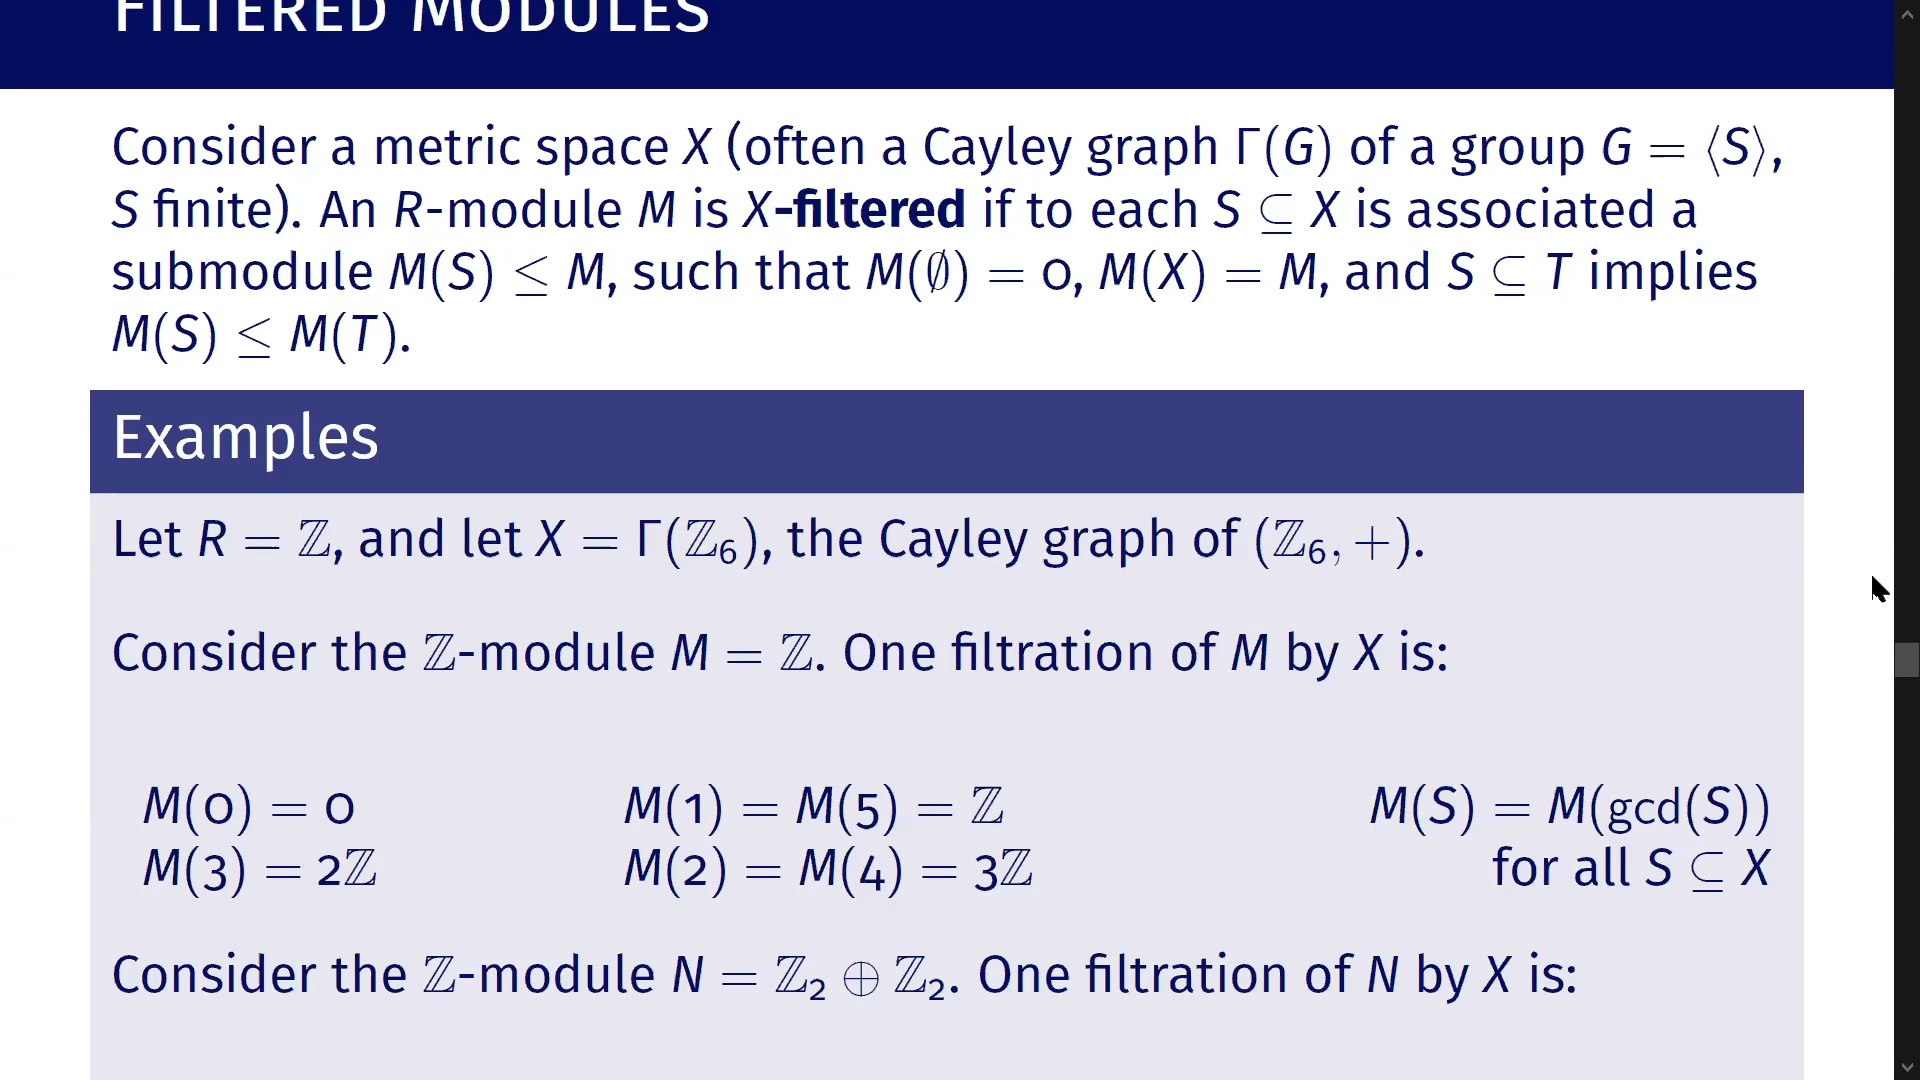 FILTERED MODULES
Consider a metric space X (often a Cayley graph Γ(G) of a group G = ⟨S⟩,
S finite). An R-module M is X-filtered if to each S ⊆ X is associated a
submodule M(S) ≤ M, such that M(∅) = 0, M(X) = M, and S ⊆ T implies
M(S) ≤ M(T).
Examples
Let R = ℤ, and let X = Γ(ℤ₆), the Cayley graph of (ℤ₆, +).
Consider the ℤ-module M = ℤ. One filtration of M by X is:
M(0) = 0 M(1) = M(5) = ℤ M(S) = M(gcd(S))
M(3) = 2ℤ M(2) = M(4) = 3ℤ for all S ⊆ X
Consider the ℤ-module N = ℤ₂ ⊕ ℤ₂. One filtration of N by X is: